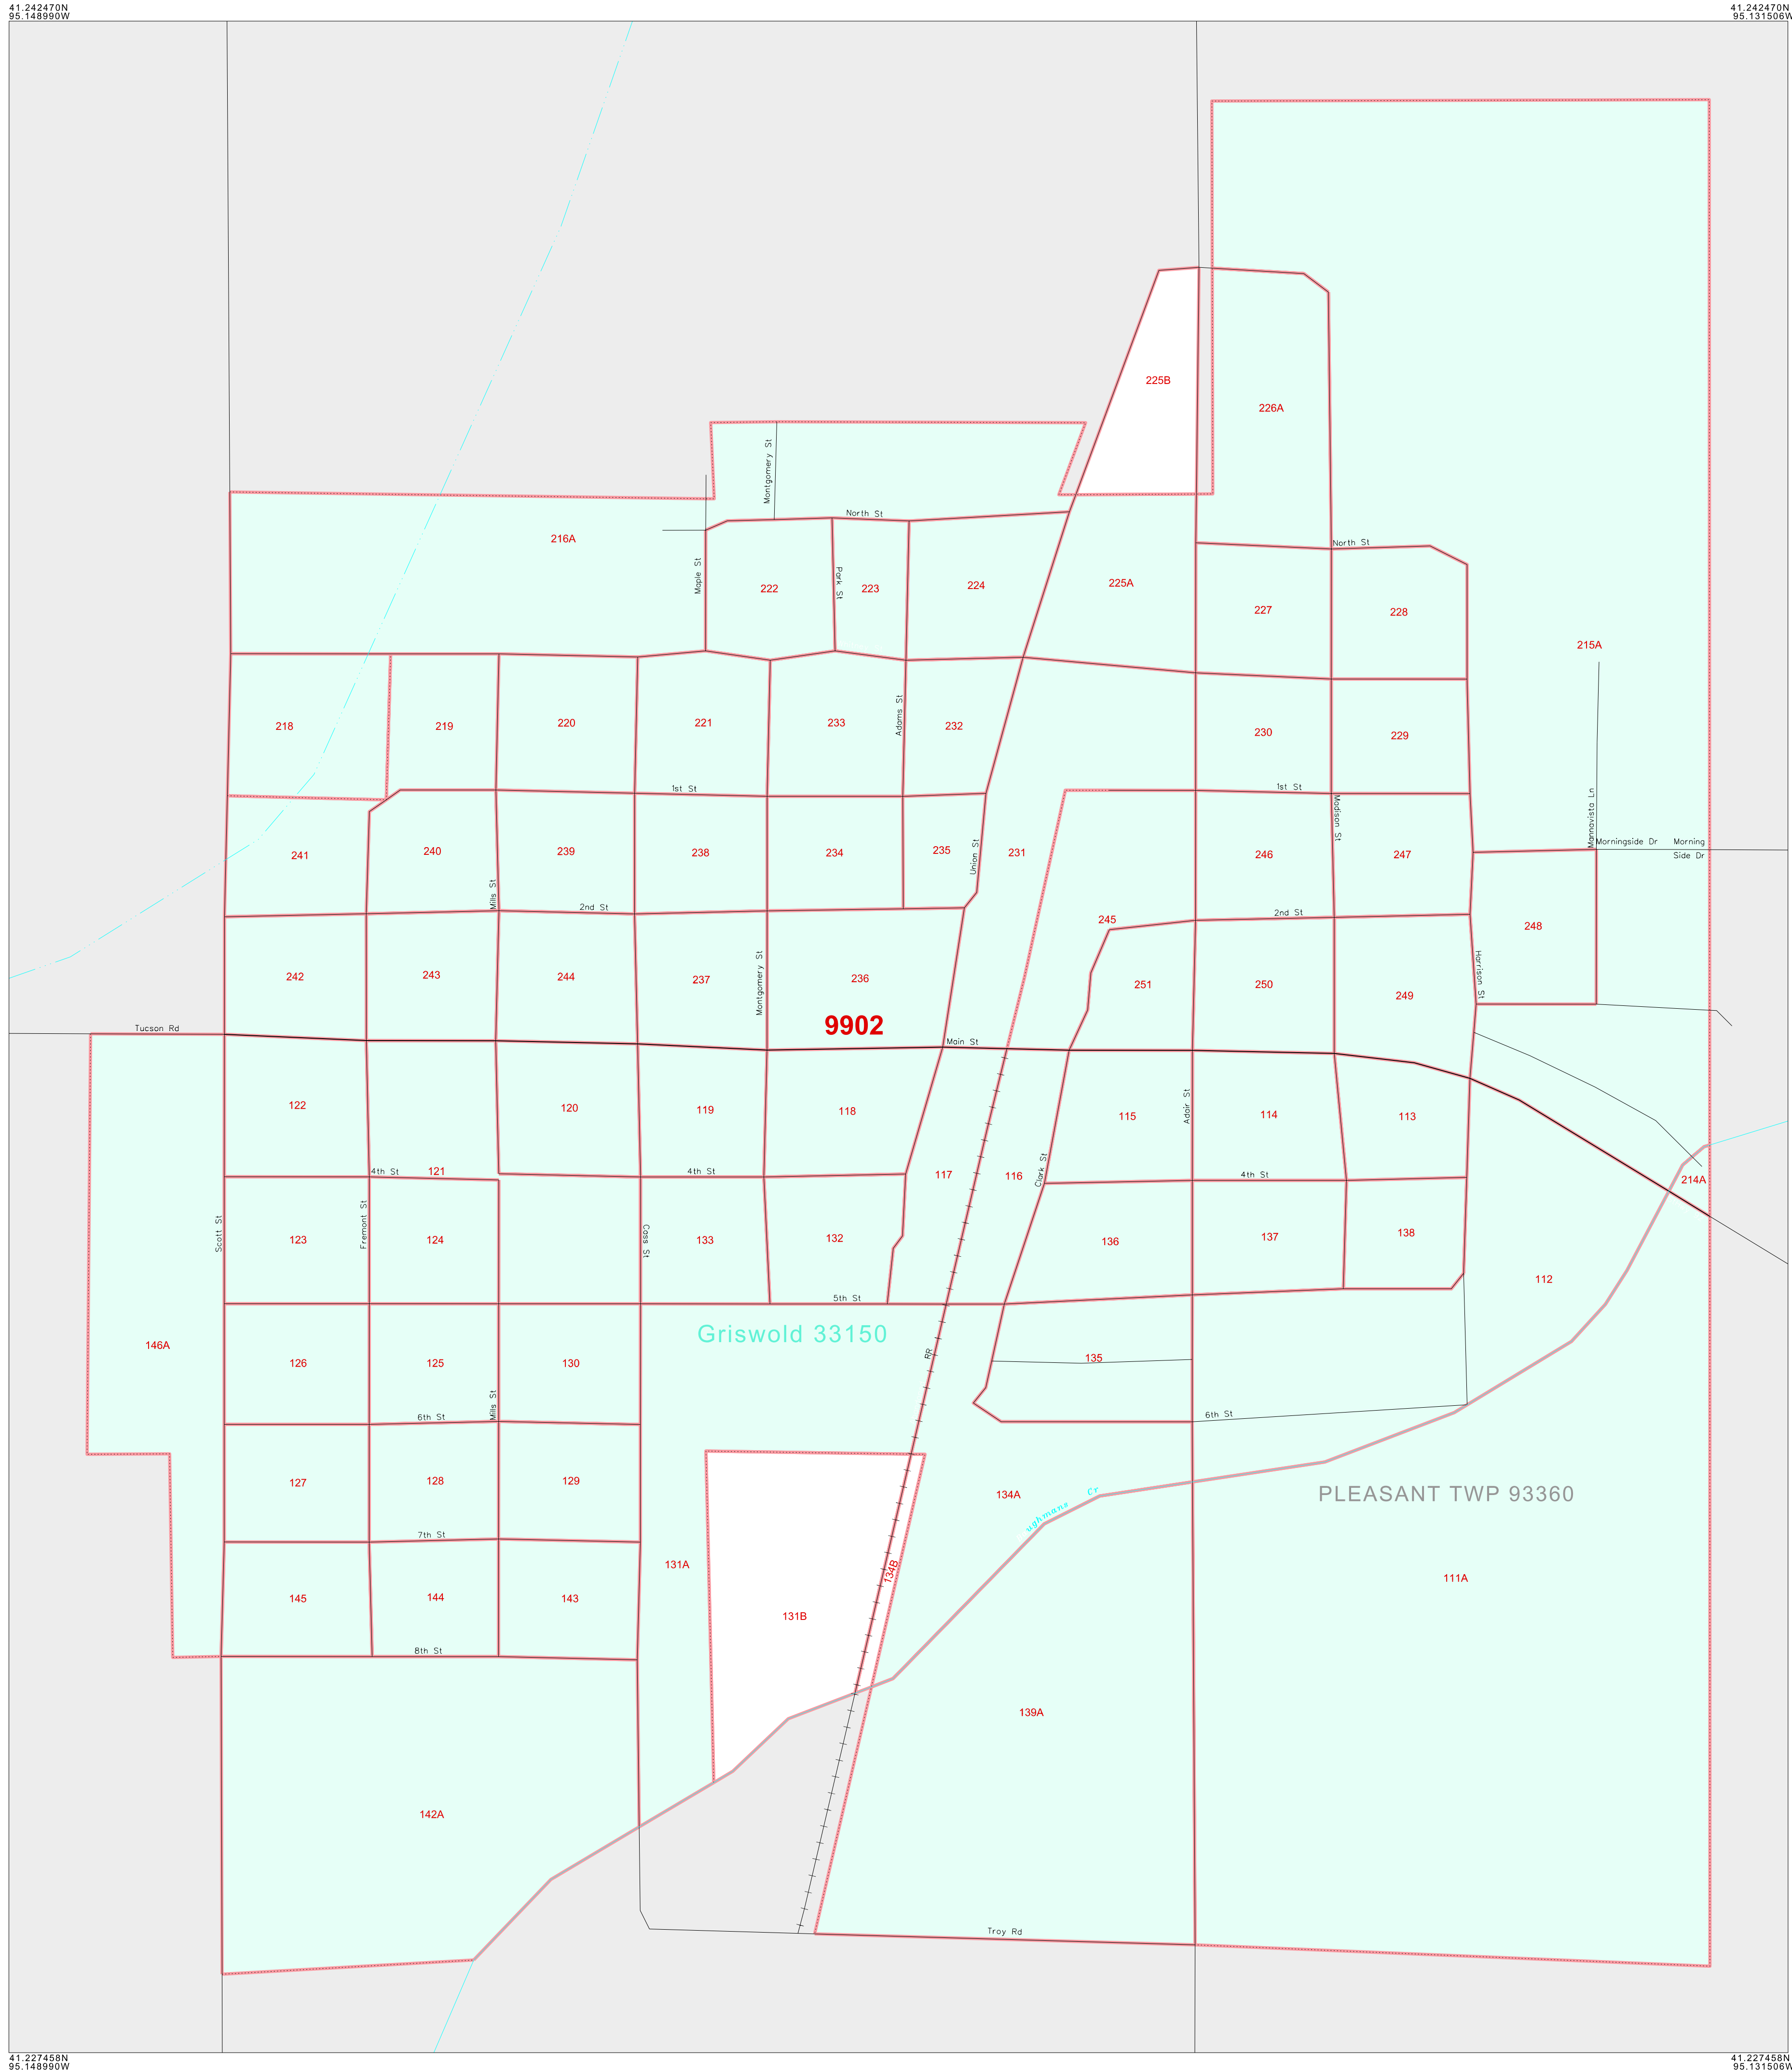 41.242470N
95.148990W
41.242470N
95.131506W
225B
226A
Montgomery St
North St
216A
North St
Maple St
Park St
222
223
224
225A
227
228
215A
218
219
220
221
233
Adams St
232
230
229
1st St
1st St
Mannavista Ln
Madison St
Morningside Dr
Morning
Side Dr
241
240
239
238
234
235
Union St
231
246
247
Mills St
2nd St
245
2nd St
248
242
243
244
237
Montgomery St
236
251
250
249
Harrison St
9902
Tucson Rd
Main St
122
120
119
118
Adair St
115
114
113
4th St
121
4th St
117
116
Clark St
4th St
214A
Scott St
Fremont St
123
124
Cass St
133
132
136
137
138
112
5th St
Griswold 33150
146A
126
125
130
RR
135
Mills St
6th St
6th St
127
128
129
134A
ughmans Cr
PLEASANT TWP 93360
7th St
131A
134B
111A
145
144
143
131B
8th St
139A
142A
Troy Rd
41.227458N
95.148990W
41.227458N
95.131506W